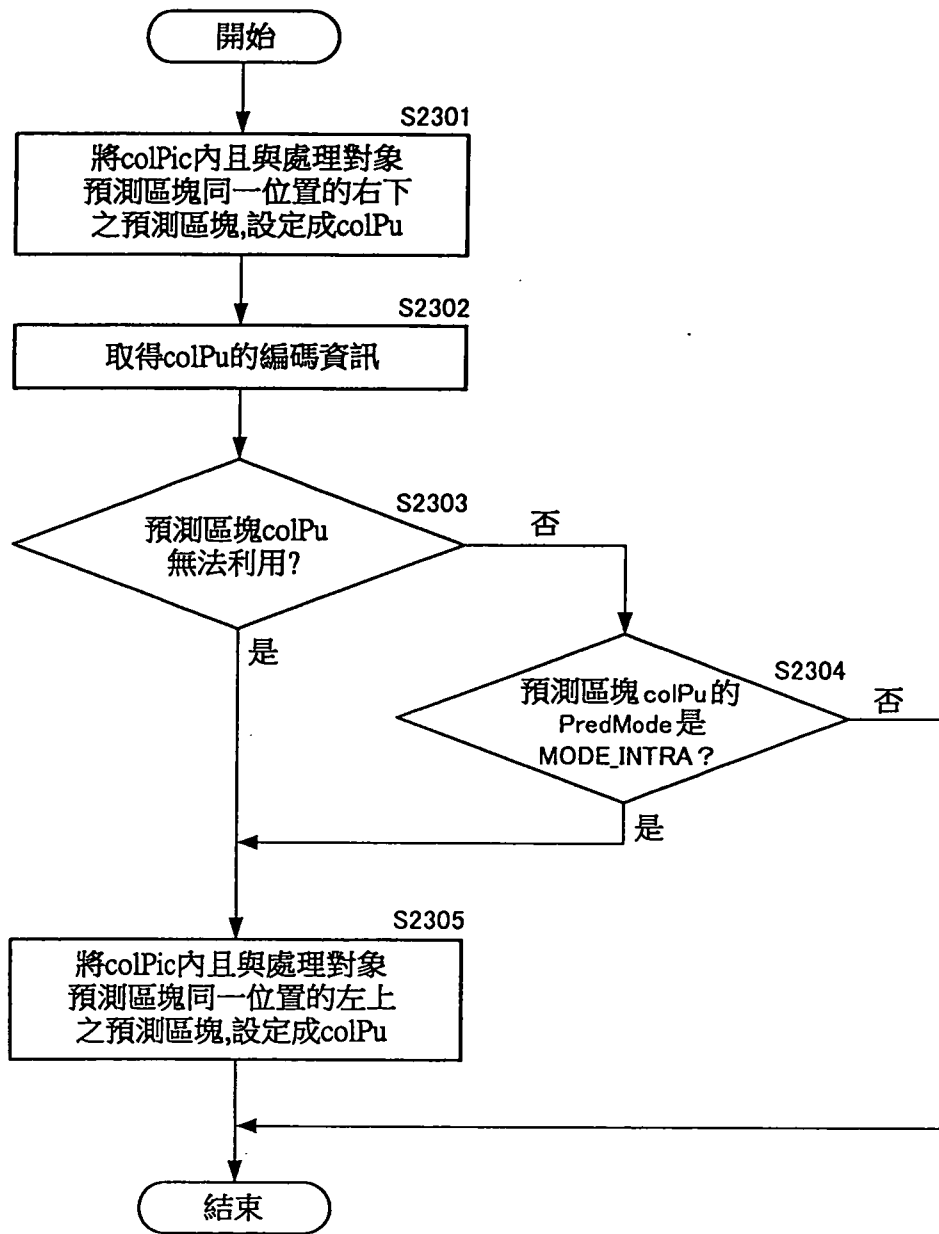 開始
S2301
將colPic內且與處理對象
預測區塊同一位置的右下
之預測區塊,設定成colPu
S2302
取得colPu的編碼資訊
S2303
預測區塊colPu
無法利用?
否
是
S2304
預測區塊colPu的
PredMode是
MODE_INTRA?
否
是
S2305
將colPic內且與處理對象
預測區塊同一位置的左上
之預測區塊,設定成colPu
結束